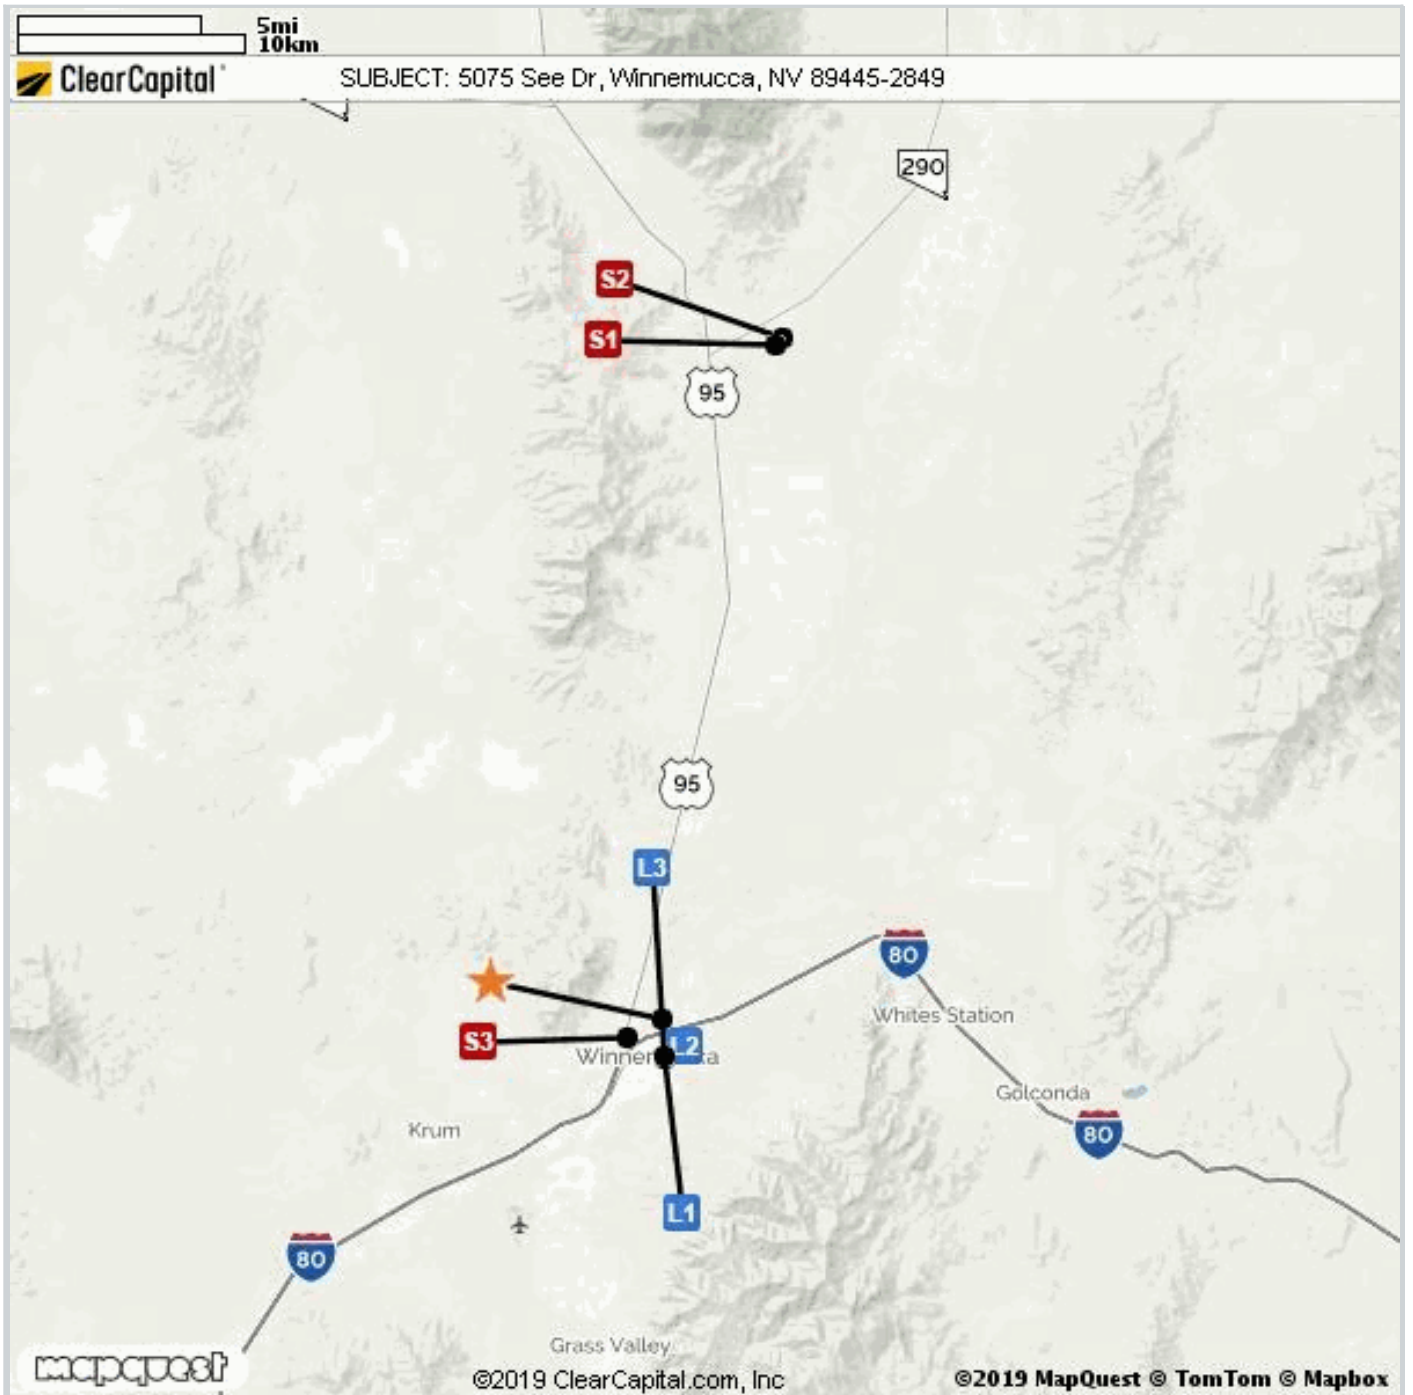 5mi
10km
ClearCapital
SUBJECT: 5075 See Dr, Winnemucca, NV 89445-2849
290
S2
S1
95
95
L3
80
Whites Station
S3
L2
Winnem
ca
Golconda
Krum
80
L1
80
Grass Valley
mapquest
©2019 ClearCapital.com, Inc
©2019 MapQuest © TomTom © Mapbox